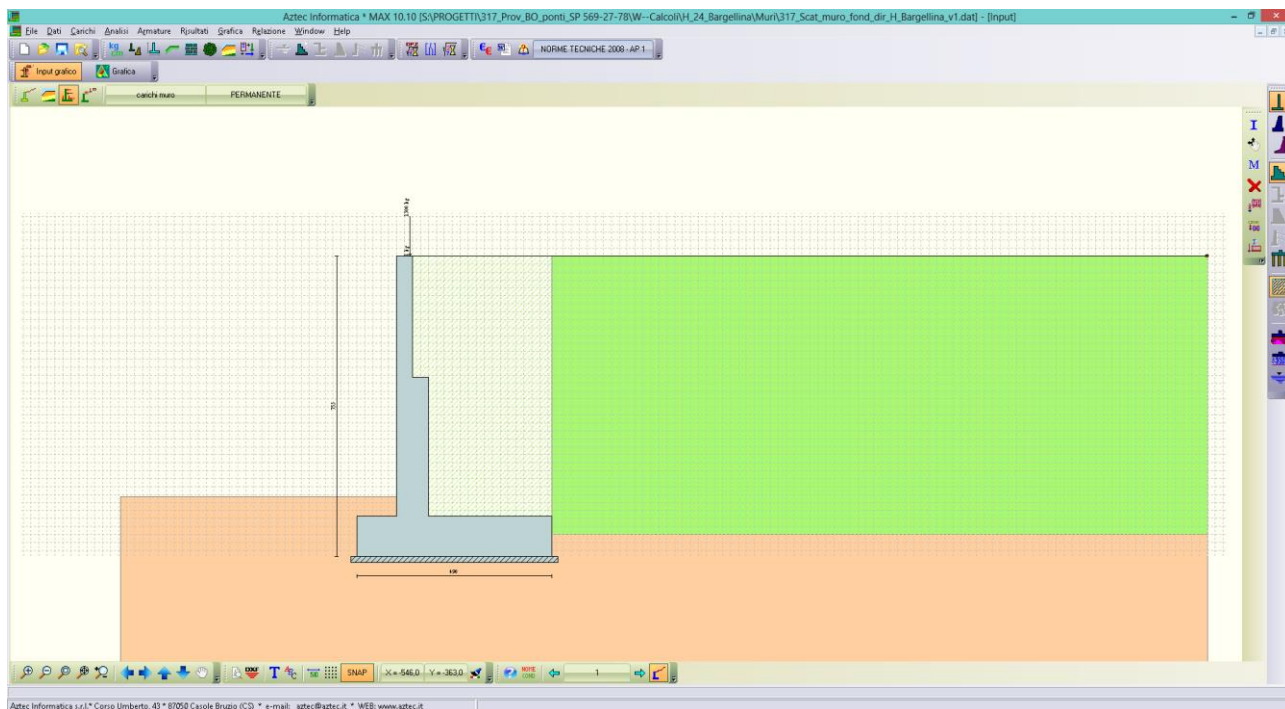 Aztec Informatica * MAX 10.10 [S:\PROGETTI\317_Prov_BO_ponti_SP 569-27-78\W--Calcoli\H_24_Bargellina\Muri\317_Scat_muro_fond_dir_H_Bargellina_v1.dat] - [Input]
File Dati Carichi Analisi Armature Risultati Grafica Relazione Window Help
NORME TECNICHE 2008 - AP 1
Input grafico Grafica
carichi muro PERMANENTE
I
M
SNAP X = -546,0 Y = -363,0 1
Aztec Informatica s.r.l.* Corso Umberto, 43 * 87050 Casole Bruzio (CS) * e-mail: aztec@aztec.it * WEB: www.aztec.it